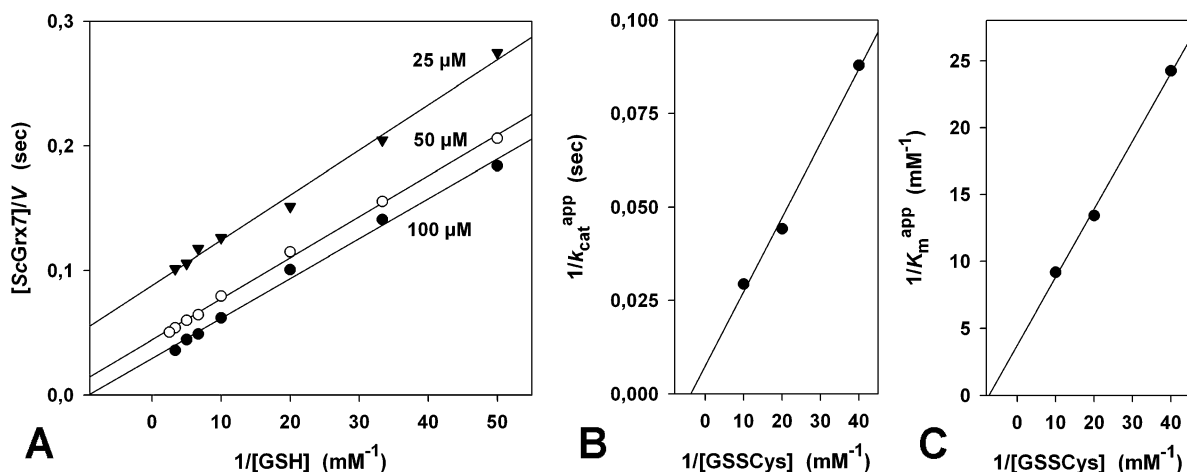 0,3
0,2
0,1
0,0
[ScGrx7]/V (sec)
25 µM
50 µM
100 µM
0 10 20 30 40 50
1/[GSH] (mM-1)
A
0,100
0,075
0,050
0,025
0,000
1/kcat app (sec)
0 10 20 30 40
1/[GSSCys] (mM-1)
B
25
20
15
10
5
0
1/Km app (mM-1)
0 10 20 30 40
1/[GSSCys] (mM-1)
C